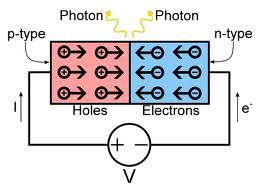 Photon Photon
p-type n-type
+ −
+ −
+ −
I Holes Electrons e⁻
+ −
V